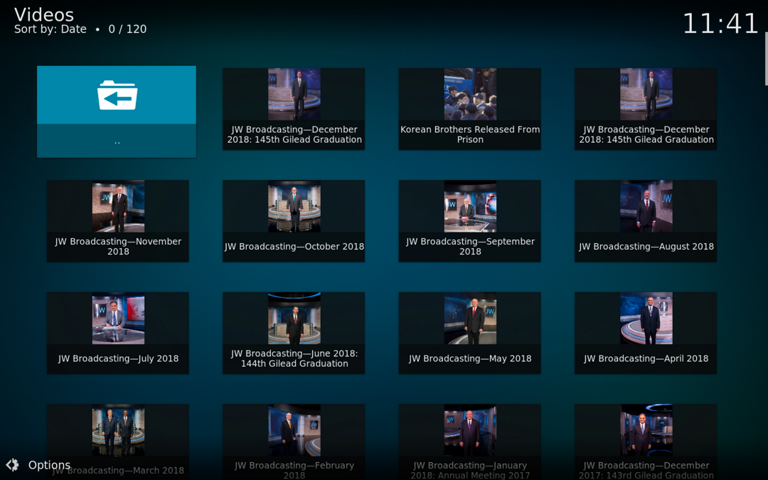 Videos
Sort by: Date • 0 / 120
11:41
..
JW Broadcasting—December
2018: 145th Gilead Graduation
Korean Brothers Released From
Prison
JW Broadcasting—December
2018: 145th Gilead Graduation
JW Broadcasting—November
2018
JW Broadcasting—October 2018
JW Broadcasting—September
2018
JW Broadcasting—August 2018
JW Broadcasting—July 2018
JW Broadcasting—June 2018:
144th Gilead Graduation
JW Broadcasting—May 2018
JW Broadcasting—April 2018
JW Broadcasting—March 2018
JW Broadcasting—February
2018
JW Broadcasting—January
2018: Annual Meeting 2017
JW Broadcasting—December
2017: 143rd Gilead Graduation
Options